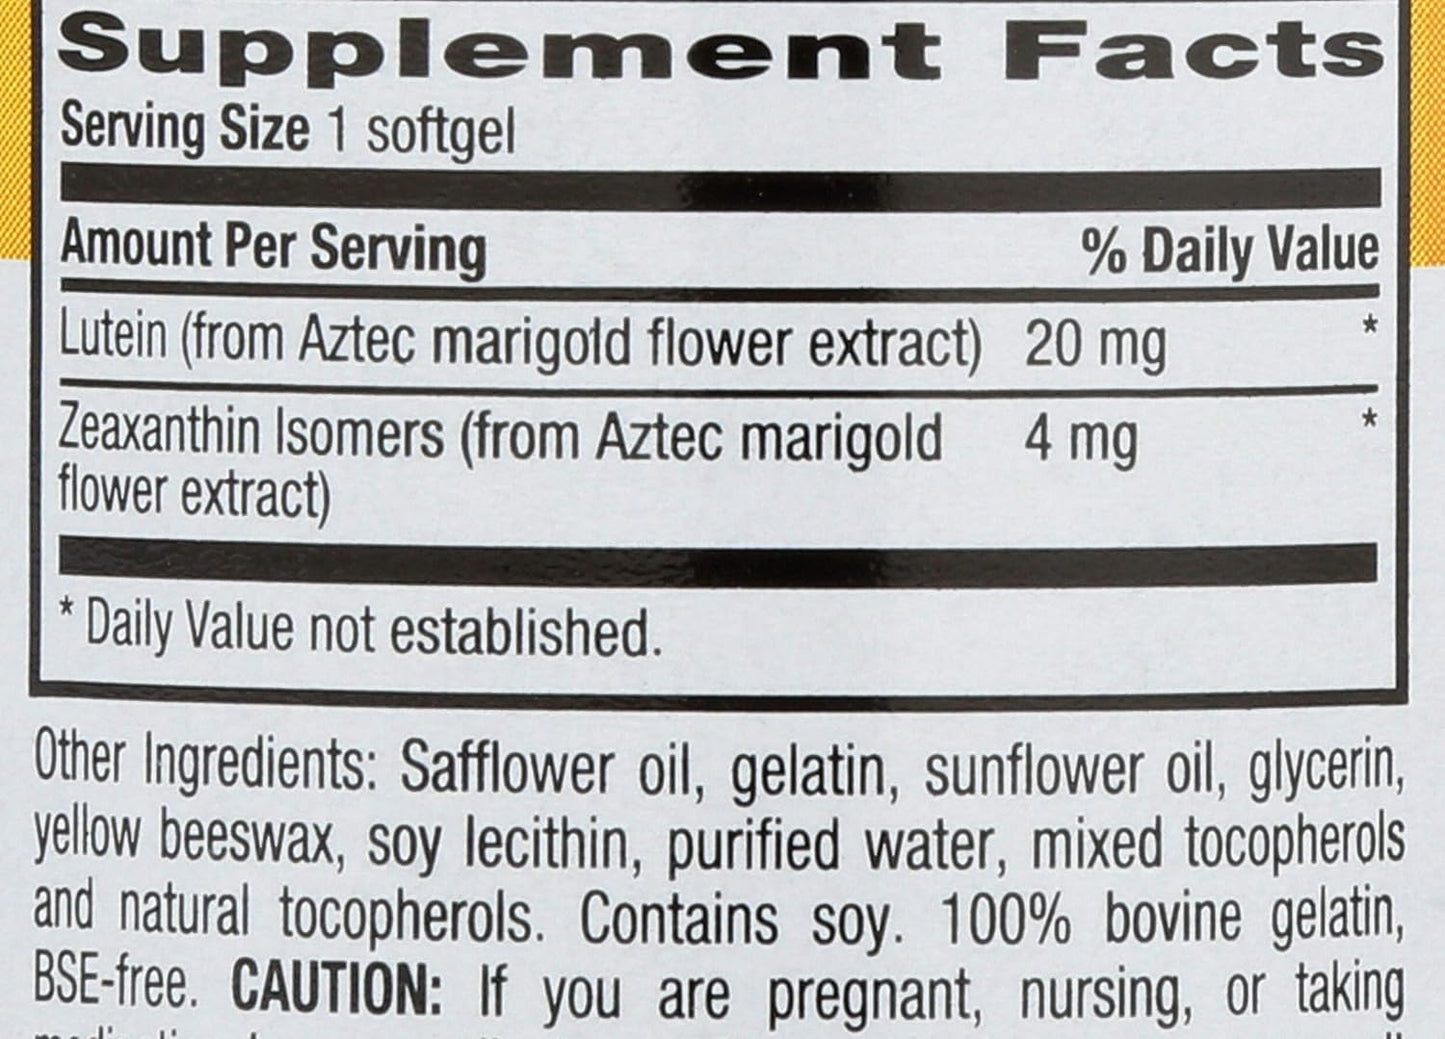 Supplement Facts
Serving Size 1 softgel
Amount Per Serving % Daily Value
Lutein (from Aztec marigold flower extract) 20 mg *
Zeaxanthin Isomers (from Aztec marigold 4 mg *
flower extract)
* Daily Value not established.
Other Ingredients: Safflower oil, gelatin, sunflower oil, glycerin,
yellow beeswax, soy lecithin, purified water, mixed tocopherols
and natural tocopherols. Contains soy. 100% bovine gelatin,
BSE-free. CAUTION: If you are pregnant, nursing, or taking